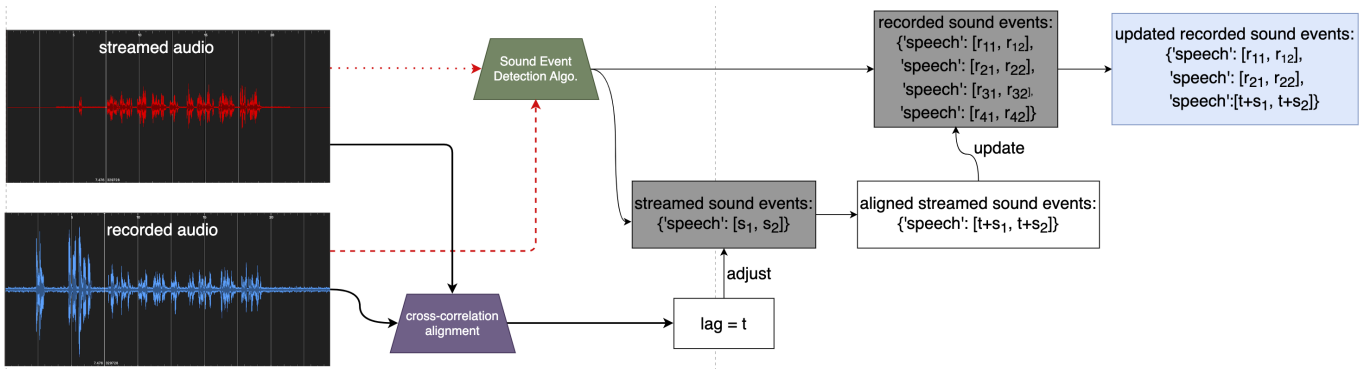 streamed audio
recorded audio
Sound Event
Detection Algo.
cross-correlation
alignment
lag = t
adjust
streamed sound events:
{'speech': [s1, s2]}
aligned streamed sound events:
{'speech': [t+s1, t+s2]}
update
recorded sound events:
{'speech': [r11, r12],
'speech': [r21, r22],
'speech': [r31, r32],
'speech': [r41, r42]}
updated recorded sound events:
{'speech': [r11, r12],
'speech': [r21, r22],
'speech':[t+s1, t+s2]}